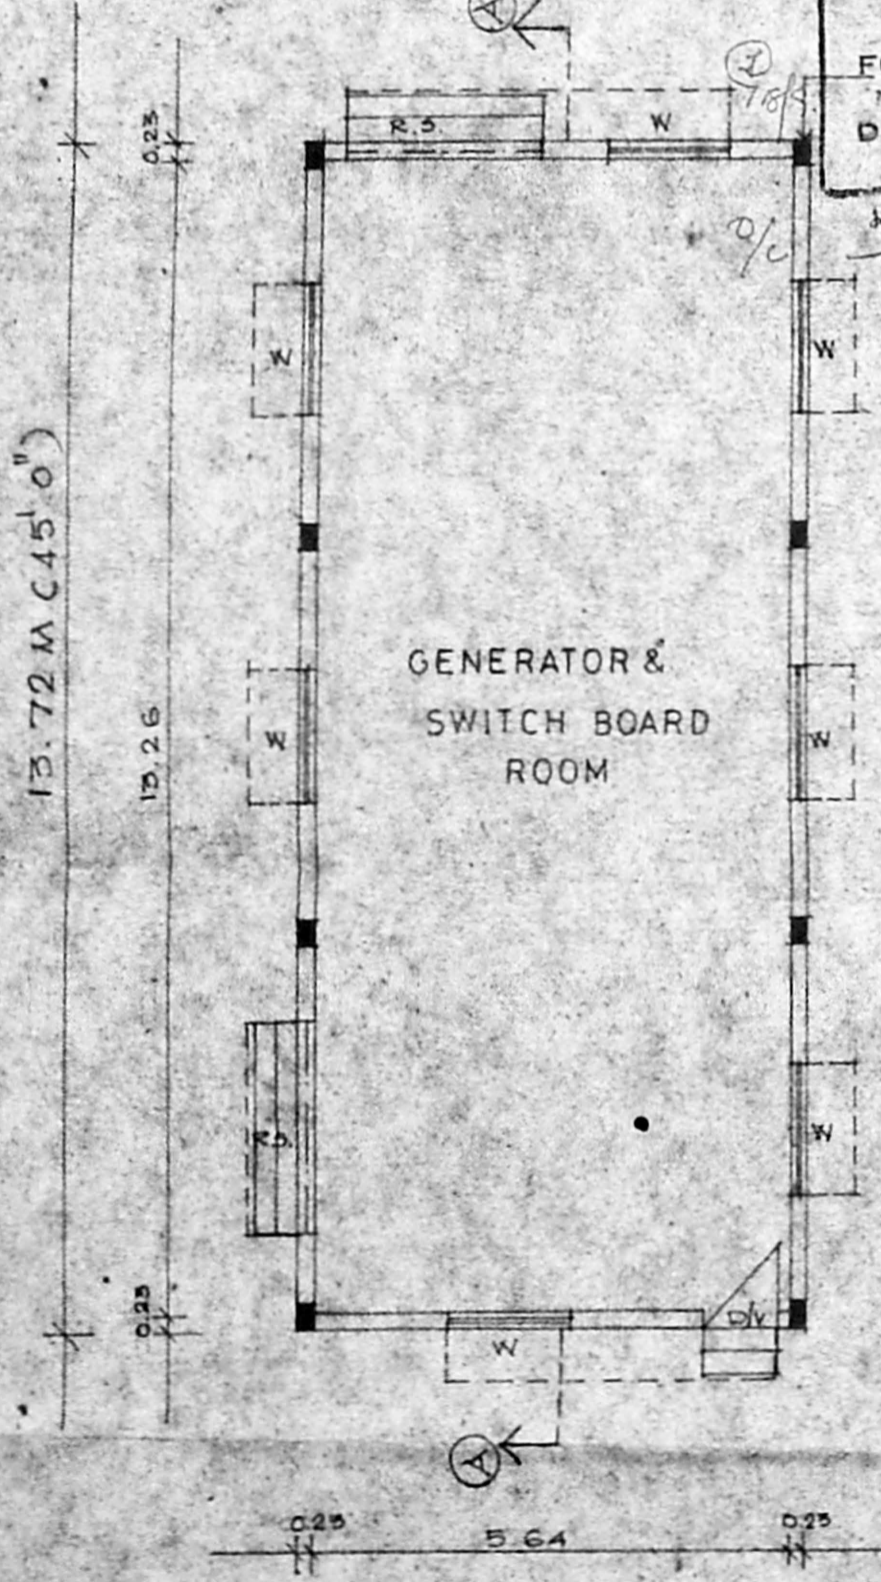 A
F
D
0.23
R.S.
W
D/C
W
W
13.72 M (45'0")
GENERATOR &
SWITCH BOARD
ROOM
13.26
W
W
R.S.
W
0.23
D/V
W
A
0.23
5.64
0.23